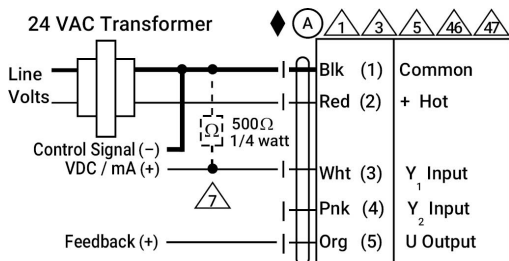 24 VAC Transformer
A 1 3 5 46 47
Line
Volts
Blk (1) Common
Red (2) + Hot
Ω 500Ω
1/4 watt
Control Signal (–)
VDC / mA (+)
Wht (3) Y1 Input
7
Pnk (4) Y2 Input
Feedback (+)
Org (5) U Output